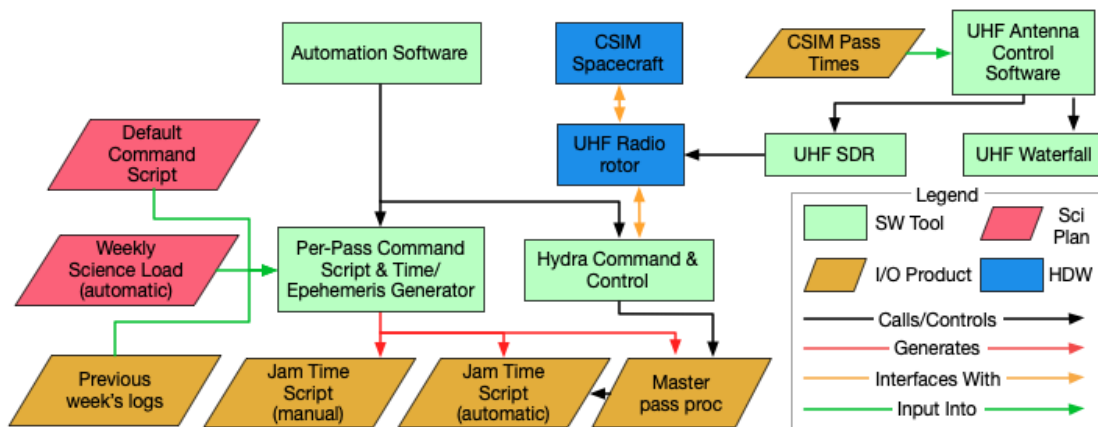 Automation Software
CSIM
Spacecraft
CSIM Pass
Times
UHF Antenna
Control
Software
Default
Command
Script
UHF Radio
rotor
UHF SDR
UHF Waterfall
Weekly
Science Load
(automatic)
Per-Pass Command
Script & Time/
Epehemeris Generator
Hydra Command &
Control
Previous
week's logs
Jam Time
Script
(manual)
Jam Time
Script
(automatic)
Master
pass proc
Legend
SW Tool
Sci
Plan
I/O Product
HDW
Calls/Controls
Generates
Interfaces With
Input Into